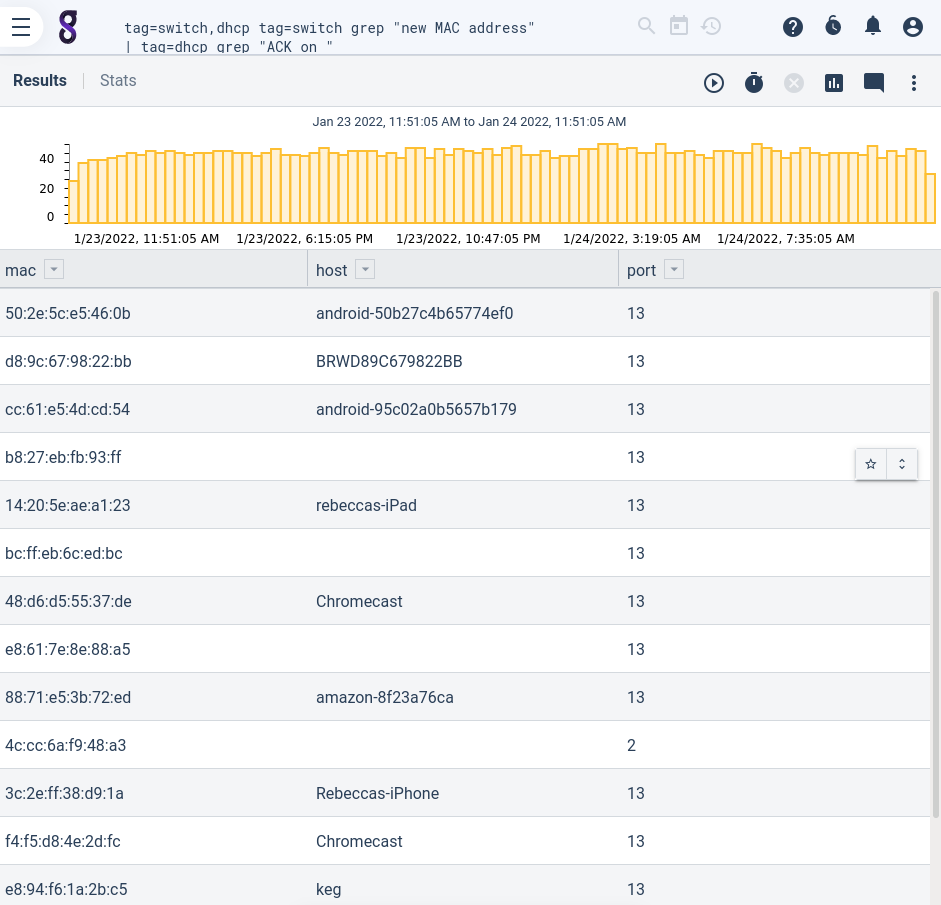 tag=switch,dhcp tag=switch grep "new MAC address"
| tag=dhcp grep "ACK on "
Results Stats
Jan 23 2022, 11:51:05 AM to Jan 24 2022, 11:51:05 AM
40
20
0
1/23/2022, 11:51:05 AM 1/23/2022, 6:15:05 PM 1/23/2022, 10:47:05 PM 1/24/2022, 3:19:05 AM 1/24/2022, 7:35:05 AM
mac host port
50:2e:5c:e5:46:0b android-50b27c4b65774ef0 13
d8:9c:67:98:22:bb BRWD89C679822BB 13
cc:61:e5:4d:cd:54 android-95c02a0b5657b179 13
b8:27:eb:fb:93:ff 13
14:20:5e:ae:a1:23 rebeccas-iPad 13
bc:ff:eb:6c:ed:bc 13
48:d6:d5:55:37:de Chromecast 13
e8:61:7e:8e:88:a5 13
88:71:e5:3b:72:ed amazon-8f23a76ca 13
4c:cc:6a:f9:48:a3 2
3c:2e:ff:38:d9:1a Rebeccas-iPhone 13
f4:f5:d8:4e:2d:fc Chromecast 13
e8:94:f6:1a:2b:c5 keg 13